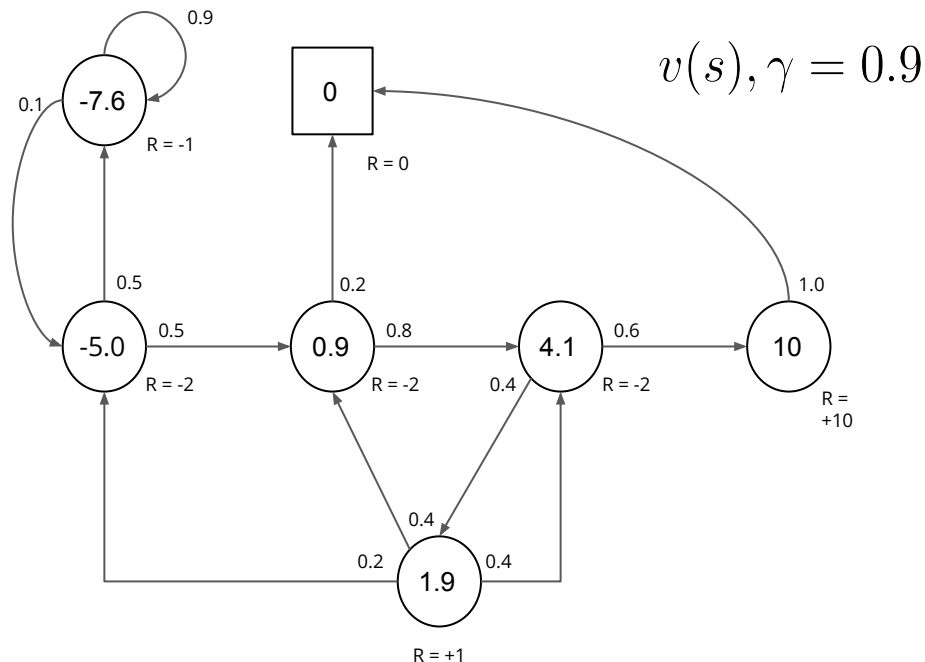 0.9
v(s), γ = 0.9
-7.6
0
0.1
R = -1
R = 0
0.5
0.2
1.0
-5.0
0.5
0.9
0.8
4.1
0.6
10
R = -2
R = -2
0.4
R = -2
R =
+10
0.4
0.2
0.4
1.9
R = +1